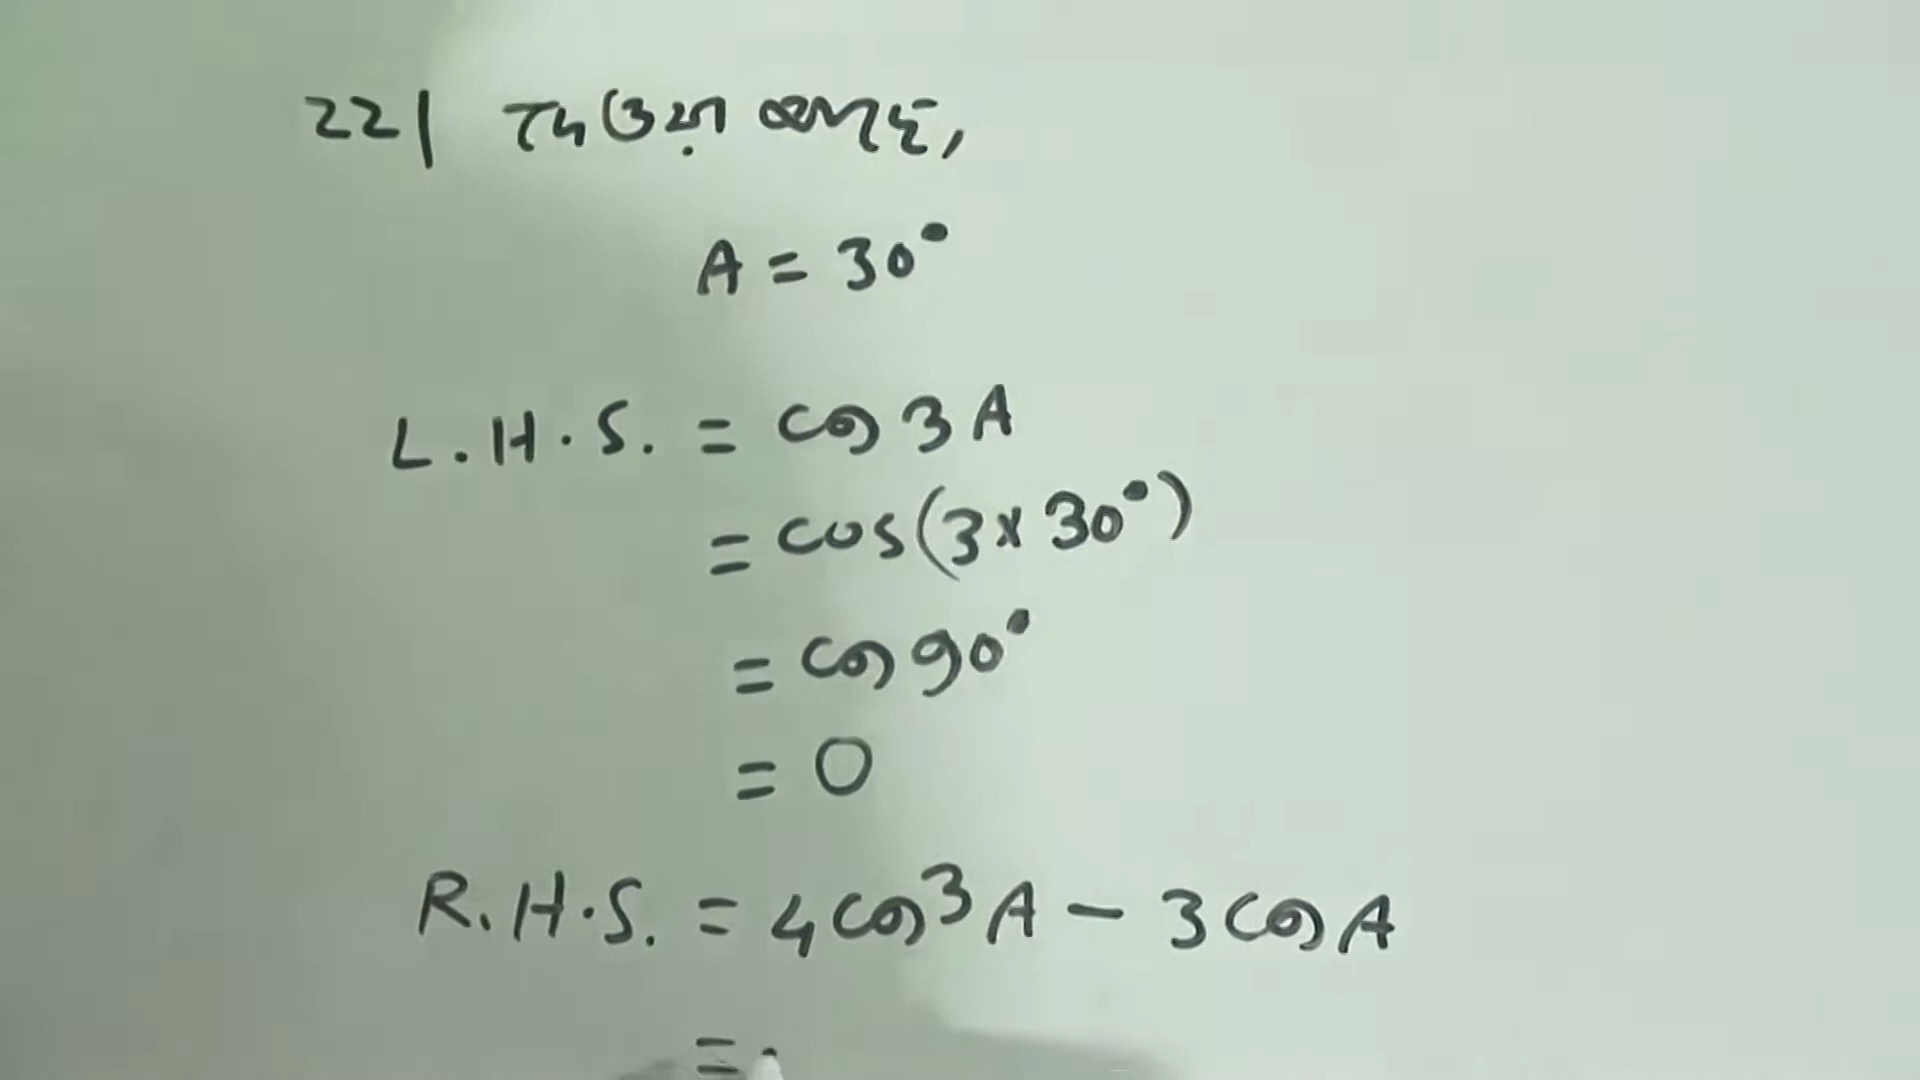 22| দেওয়া আছে,
A = 30°
L.H.S. = cos 3A
= cos(3×30°)
= cos 90°
= 0
R.H.S. = 4cos³A − 3cosA
=